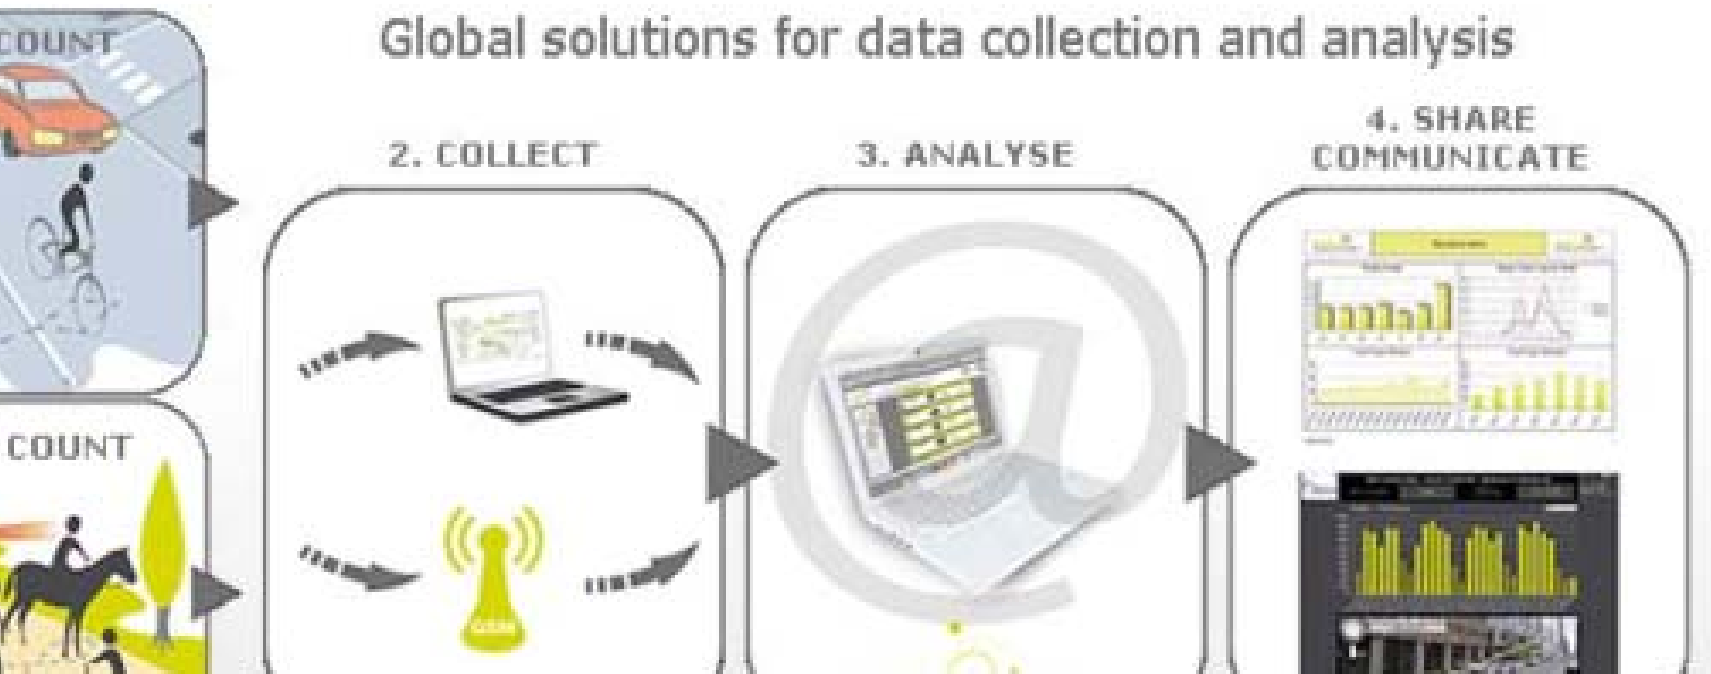 Global solutions for data collection and analysis
COUNT
2. COLLECT
3. ANALYSE
4. SHARE
COMMUNICATE
COUNT